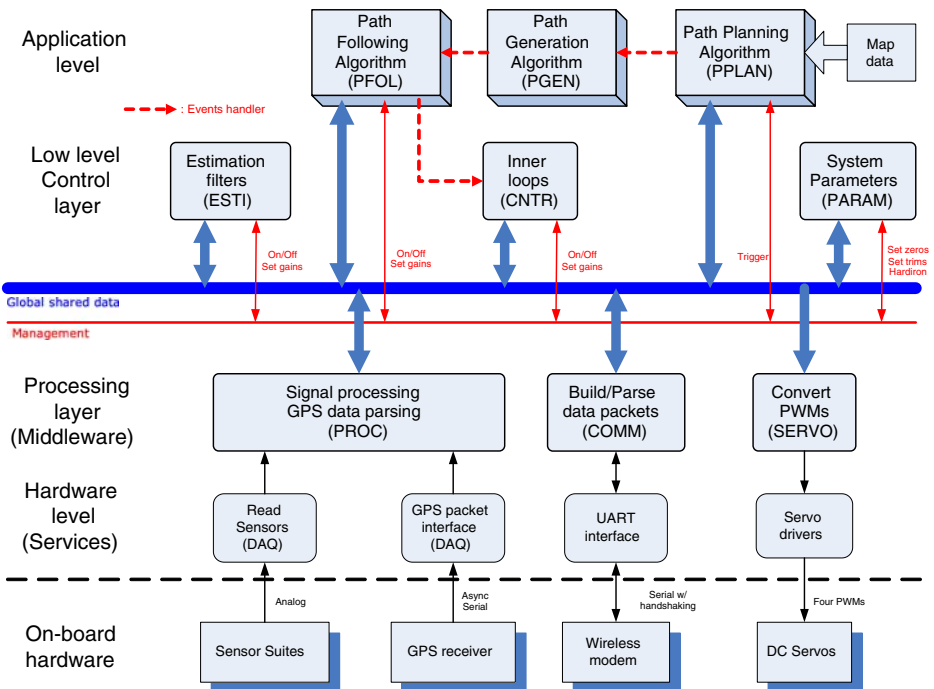 Application
level
Path
Following
Algorithm
(PFOL)
Path
Generation
Algorithm
(PGEN)
Path Planning
Algorithm
(PPLAN)
Map
data
: Events handler
Low level
Control
layer
Estimation
filters
(ESTI)
Inner
loops
(CNTR)
System
Parameters
(PARAM)
On/Off
Set gains
On/Off
Set gains
On/Off
Set gains
Trigger
Set zeros
Set trims
Hardiron
Global shared data
Management
Processing
layer
(Middleware)
Signal processing
GPS data parsing
(PROC)
Build/Parse
data packets
(COMM)
Convert
PWMs
(SERVO)
Hardware
level
(Services)
Read
Sensors
(DAQ)
GPS packet
interface
(DAQ)
UART
interface
Servo
drivers
Analog
Async
Serial
Serial w/
handshaking
Four PWMs
On-board
hardware
Sensor Suites
GPS receiver
Wireless
modem
DC Servos